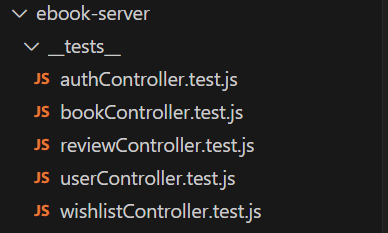 ebook-server
__tests__
JS authController.test.js
JS bookController.test.js
JS reviewController.test.js
JS userController.test.js
JS wishlistController.test.js